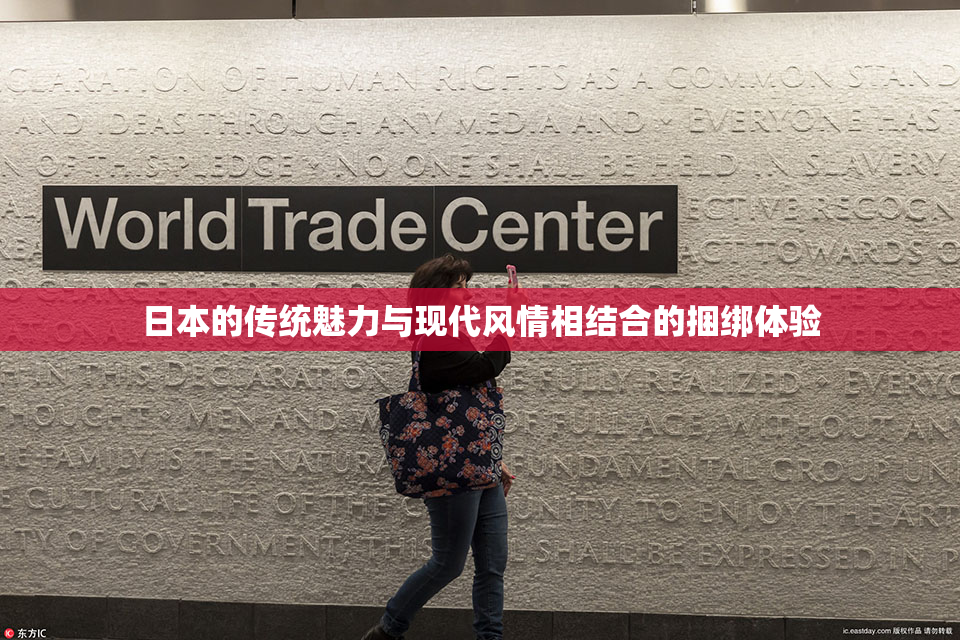 CLARATION OF HUMAN RIGHTS AS A COMMON STAND
AND IDEAS THROUGH ANY MEDIA AND • EVERYONE HAS T
N OF THIS PLEDGE • NO ONE SHALL BE HELD IN SLAVERY
World Trade Center
ECTIVE RECOGN
ACT TOWARDS O
日本的传统魅力与现代风情相结合的捆绑体验
IN THIS DECLARATION FULLY REALIZED • EVERYO
THOUGHT, MEN AND OF FULL AGE, WITHO
E FAMILY IS THE NATURA FUNDAMENTAL GROUP
E CULTURAL LIFE OF THE UNITY, TO ENJOY THE ART
TY OF GOVERNMENT; THIS SHALL BE EXPRESSED IN P
东方IC
ic.eastday.com 版权作品 请勿转载